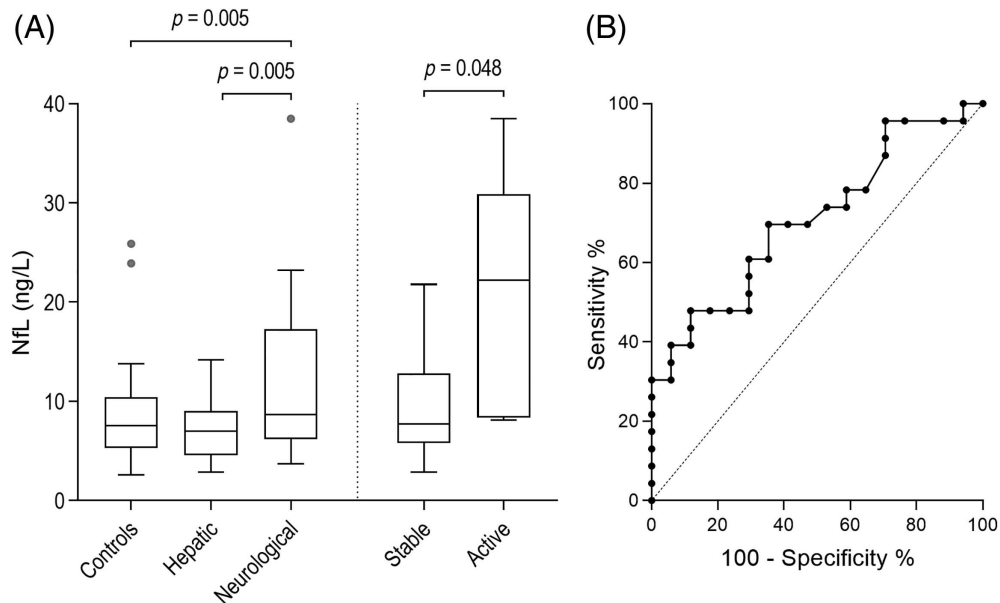 (A)
p = 0.005
p = 0.005
p = 0.048
40
30
20
10
0
NfL (ng/L)
Controls
Hepatic
Neurological
Stable
Active
(B)
100
80
60
40
20
0
Sensitivity %
0 20 40 60 80 100
100 - Specificity %